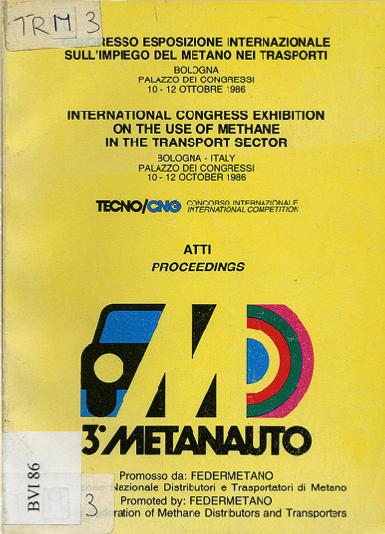 TRM 3
ONGRESSO ESPOSIZIONE INTERNAZIONALE
SULL'IMPIEGO DEL METANO NEI TRASPORTI
BOLOGNA
PALAZZO DEI CONGRESSI
10 - 12 OTTOBRE 1986
INTERNATIONAL CONGRESS EXHIBITION
ON THE USE OF METHANE
IN THE TRANSPORT SECTOR
BOLOGNA - ITALY
PALAZZO DEI CONGRESSI
10 - 12 OCTOBER 1986
TECNO/CNG CONCORSO INTERNAZIONALE
INTERNATIONAL COMPETITION
ATTI
PROCEEDINGS
3° METANAUTO
Promosso da: FEDERMETANO
Nazionale Distributori e Trasportatori di Metano
Promoted by: FEDERMETANO
eration of Methane Distributors and Transporters
BVI 86
3